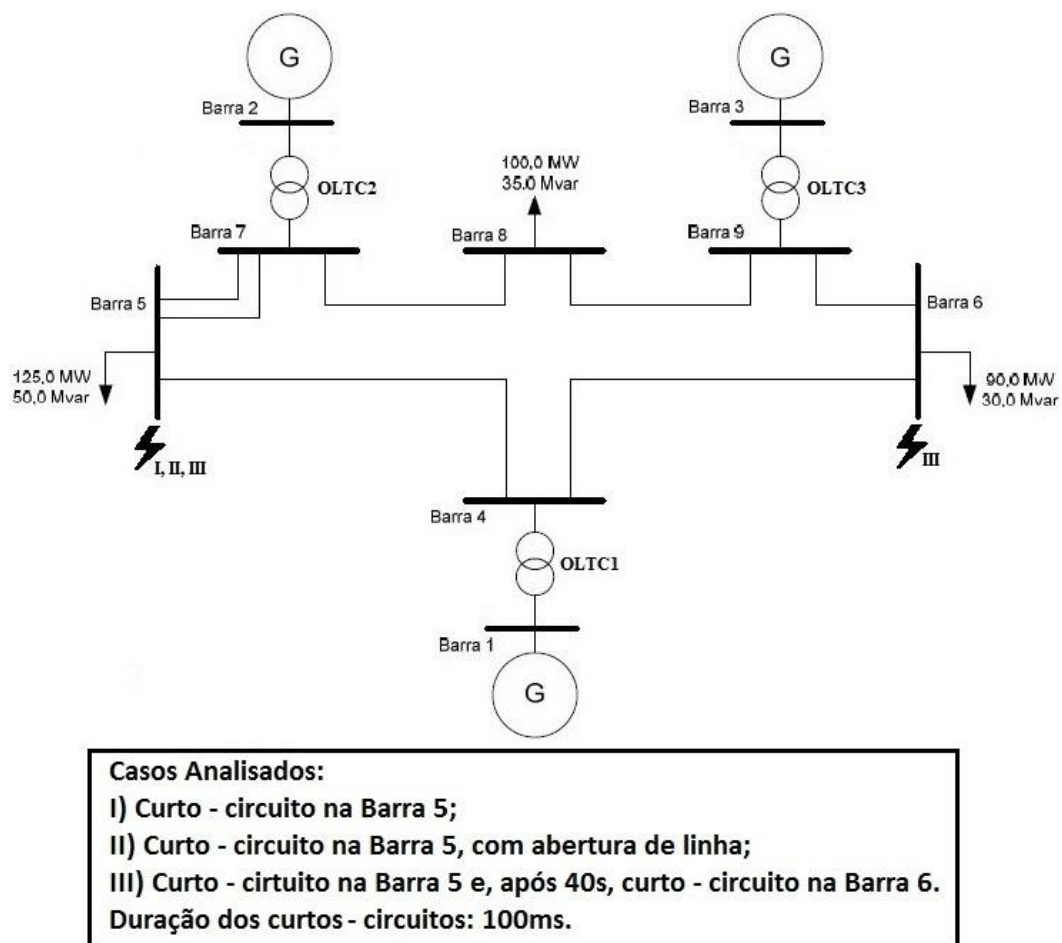 G
G
Barra 2
Barra 3
100,0 MW
35,0 Mvar
OLTC2
OLTC3
Barra 7
Barra 8
Barra 9
Barra 5
Barra 6
125,0 MW
50,0 Mvar
90,0 MW
30,0 Mvar
I, II, III
III
Barra 4
OLTC1
Barra 1
G
Casos Analisados:
I) Curto - circuito na Barra 5;
II) Curto - circuito na Barra 5, com abertura de linha;
III) Curto - cirtuito na Barra 5 e, após 40s, curto - circuito na Barra 6.
Duração dos curtos - circuitos: 100ms.